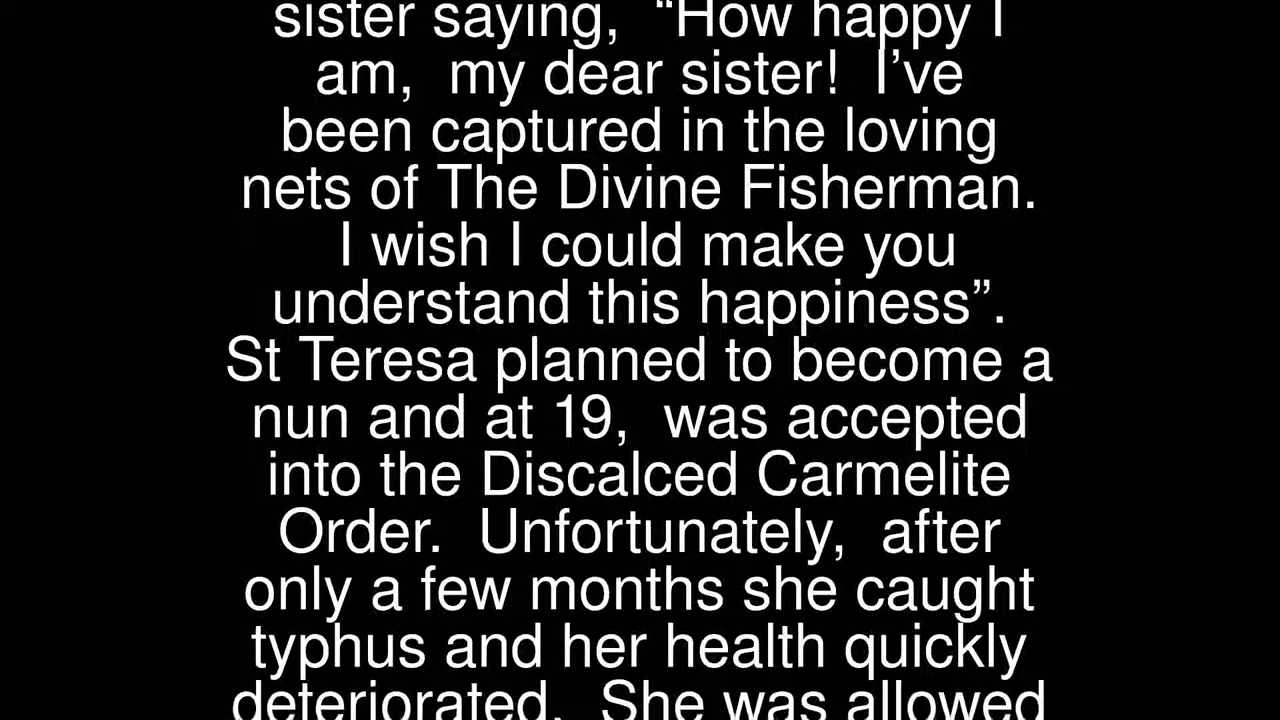 sister saying,  “How happy I
am,  my dear sister!  I’ve
been captured in the loving
nets of The Divine Fisherman.
I wish I could make you
understand this happiness”.
St Teresa planned to become a
nun and at 19,  was accepted
into the Discalced Carmelite
Order.  Unfortunately,  after
only a few months she caught
typhus and her health quickly
deteriorated.  She was allowed